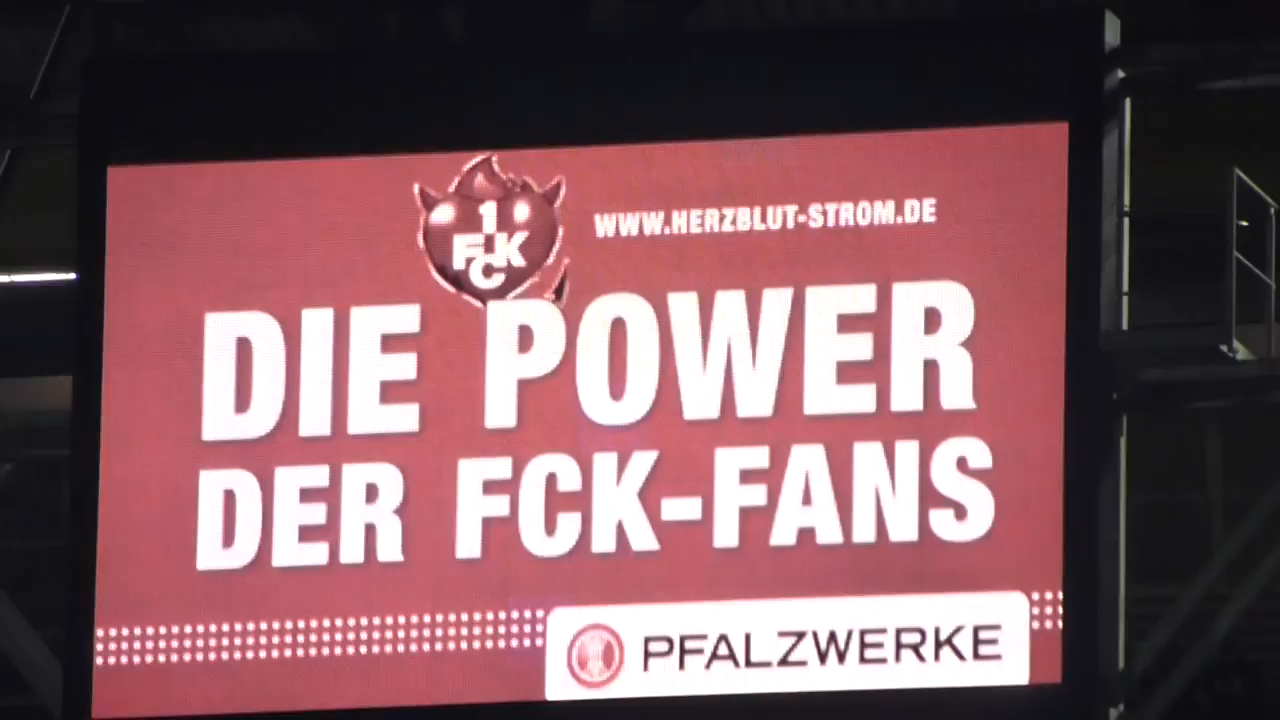 1
FCK
WWW.HERZBLUT-STROM.DE
DIE POWER
DER FCK-FANS
PFALZWERKE